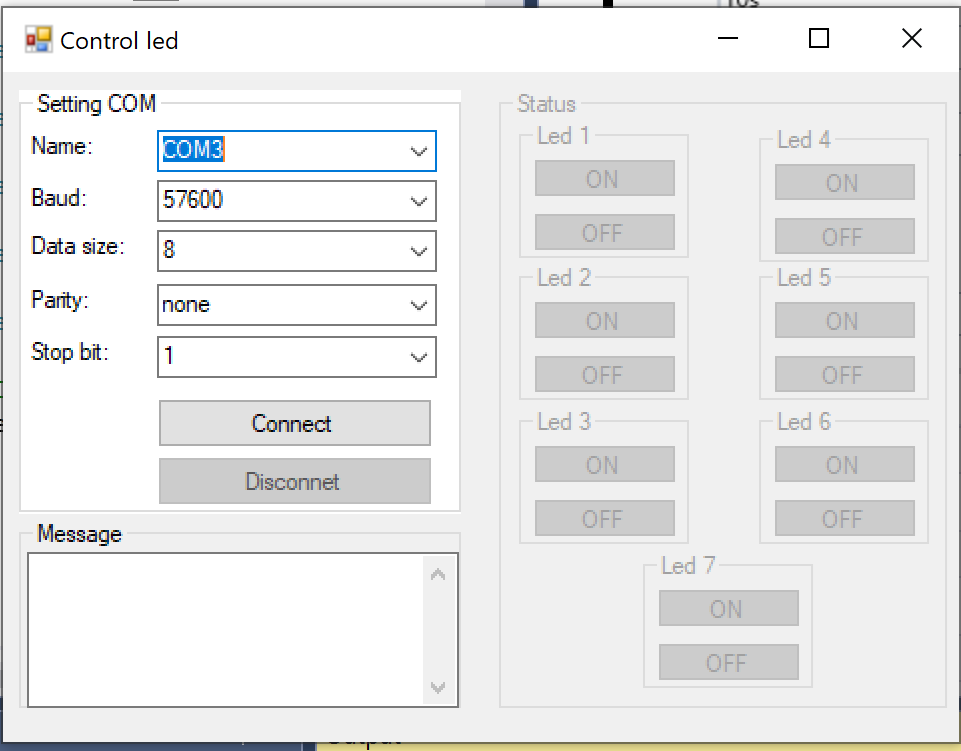 10s
Control led
Setting COM
Name:
COM3
Baud:
57600
Data size:
8
Parity:
none
Stop bit:
1
Connect
Disconnet
Message
Status
Led 1
ON
OFF
Led 4
ON
OFF
Led 2
ON
OFF
Led 5
ON
OFF
Led 3
ON
OFF
Led 6
ON
OFF
Led 7
ON
OFF
Output